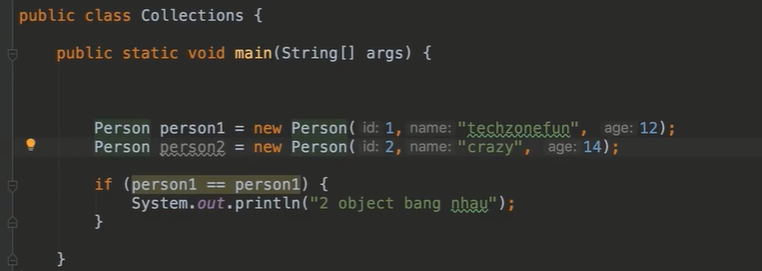 public class Collections {
public static void main(String[] args) {
Person person1 = new Person( id: 1, name: "techzonefun", age: 12);
Person person2 = new Person( id: 2, name: "crazy", age: 14);
if (person1 == person1) {
System.out.println("2 object bang nhau");
}
}